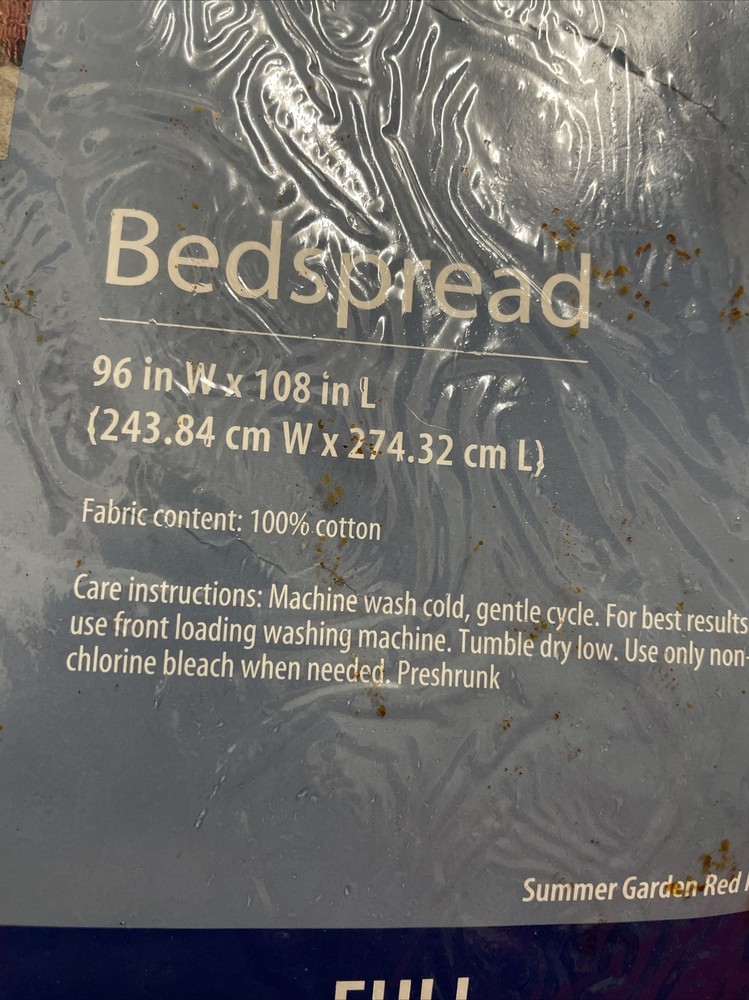 Bedspread
96 in W x 108 in L
(243.84 cm W x 274.32 cm L)
Fabric content: 100% cotton
Care instructions: Machine wash cold, gentle cycle. For best results
use front loading washing machine. Tumble dry low. Use only non-
chlorine bleach when needed. Preshrunk
Summer Garden Red
FULL